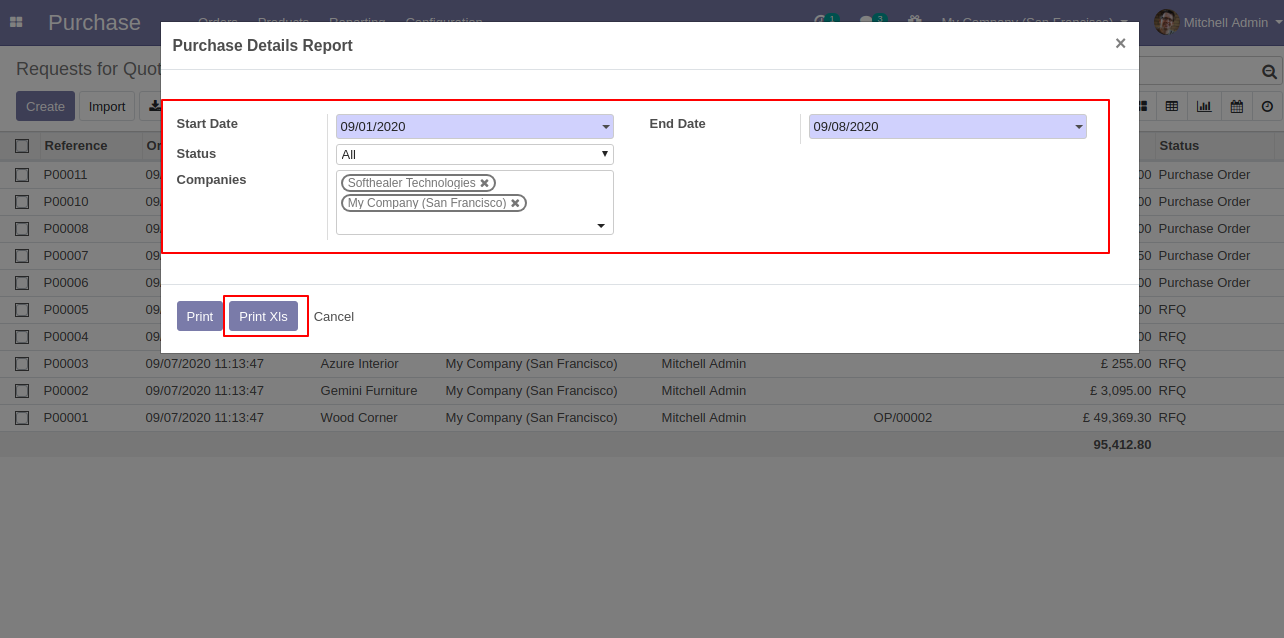 Purchase Orders Products Reporting Configuration 1 3 My Company (San Francisco) Mitchell Admin
Purchase Details Report ×
Requests for Quot
Create Import
Start Date 09/01/2020 End Date 09/08/2020
Status All
Companies Softhealer Technologies ✖
My Company (San Francisco) ✖
Print Print Xls Cancel
Reference Or Status
P00011 09/ 00 Purchase Order
P00010 09/ 00 Purchase Order
P00008 09/ 00 Purchase Order
P00007 09/ 50 Purchase Order
P00006 09/ 00 Purchase Order
P00005 09/ 00 RFQ
P00004 09/ 00 RFQ
P00003 09/07/2020 11:13:47 Azure Interior My Company (San Francisco) Mitchell Admin £ 255.00 RFQ
P00002 09/07/2020 11:13:47 Gemini Furniture My Company (San Francisco) Mitchell Admin £ 3,095.00 RFQ
P00001 09/07/2020 11:13:47 Wood Corner My Company (San Francisco) Mitchell Admin OP/00002 £ 49,369.30 RFQ
95,412.80